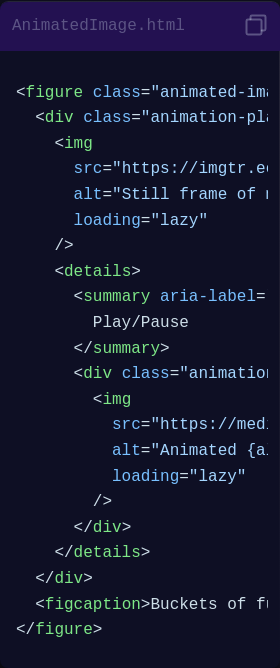 AnimatedImage.html
<figure class="animated-ima
<div class="animation-pla
<img
src="https://imgtr.ee
alt="Still frame of
loading="lazy"
/>
<details>
<summary aria-label=
Play/Pause
</summary>
<div class="animation
<img
src="https://medi
alt="Animated {al
loading="lazy"
/>
</div>
</details>
</div>
<figcaption>Buckets of fu
</figure>